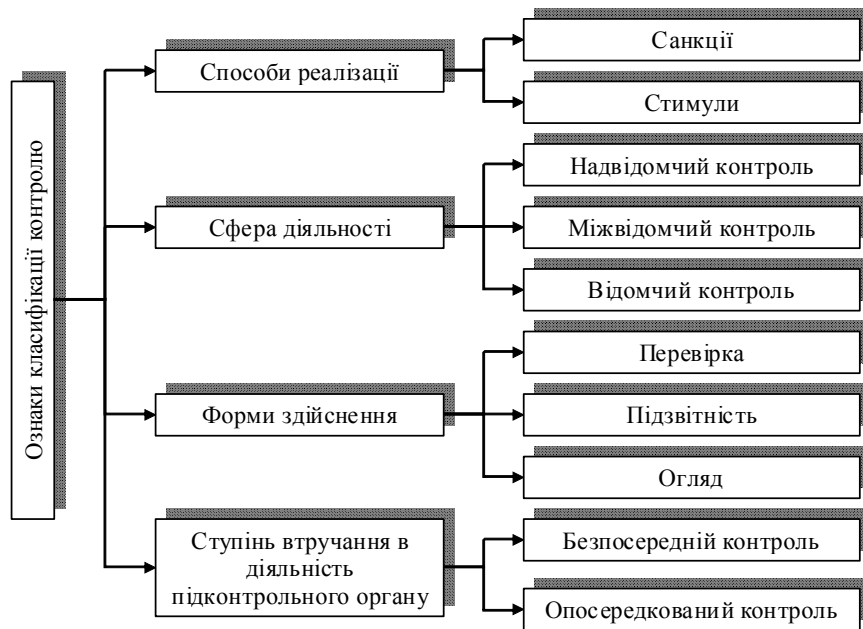 Ознаки класифікації контролю
Способи реалізації
Санкції
Стимули
Сфера діяльності
Надвідомчий контроль
Міжвідомчий контроль
Відомчий контроль
Форми здійснення
Перевірка
Підзвітність
Огляд
Ступінь втручання в
діяльність
підконтрольного органу
Безпосередній контроль
Опосередкований контроль